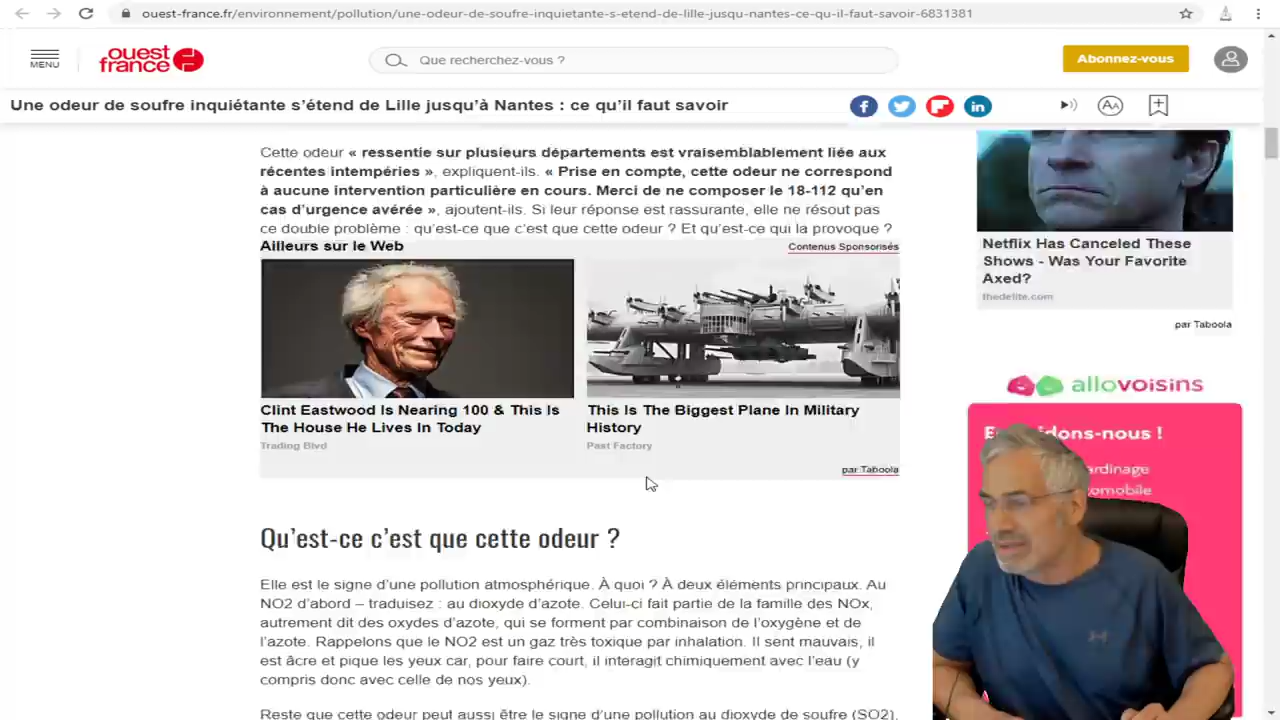 ouest-france.fr/environnement/pollution/une-odeur-de-soufre-inquietante-s-etend-de-lille-jusqu-nantes-ce-qu-il-faut-savoir-6831381
MENU
ouest
france
Que recherchez-vous ?
Abonnez-vous
Une odeur de soufre inquiétante s’étend de Lille jusqu’à Nantes : ce qu’il faut savoir
Cette odeur « ressentie sur plusieurs départements est vraisemblablement liée aux
récentes intempéries », expliquent-ils. « Prise en compte, cette odeur ne correspond
à aucune intervention particulière en cours. Merci de ne composer le 18-112 qu’en
cas d’urgence avérée », ajoutent-ils. Si leur réponse est rassurante, elle ne résout pas
ce double problème : qu’est-ce que c’est que cette odeur ? Et qu’est-ce qui la provoque ?
Ailleurs sur le Web
Contenus Sponsorisés
Clint Eastwood Is Nearing 100 & This Is
The House He Lives In Today
Trading Blvd
This Is The Biggest Plane In Military
History
Past Factory
par Taboola
Qu’est-ce c’est que cette odeur ?
Elle est le signe d’une pollution atmosphérique. À quoi ? À deux éléments principaux. Au
NO2 d’abord – traduisez : au dioxyde d’azote. Celui-ci fait partie de la famille des NOx,
autrement dit des oxydes d’azote, qui se forment par combinaison de l’oxygène et de
l’azote. Rappelons que le NO2 est un gaz très toxique par inhalation. Il sent mauvais, il
est âcre et pique les yeux car, pour faire court, il interagit chimiquement avec l’eau (y
compris donc avec celle de nos yeux).
Reste que cette odeur peut aussi être le signe d’une pollution au dioxyde de soufre (SO2),
Netflix Has Canceled These
Shows - Was Your Favorite
Axed?
thedelite.com
par Taboola
allovoisins
idons-nous !
ardinage
omobile